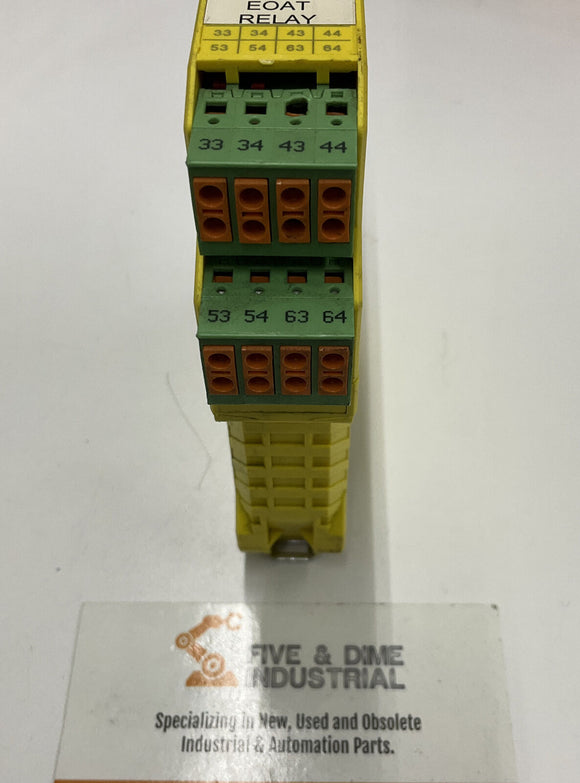 EOAT
RELAY
33 34 43 44
53 54 63 64
33 34 43 44
53 54 63 64
FIVE & DIME
INDUSTRIAL
Specializing in New, Used and Obsolete
Industrial & Automation Parts.